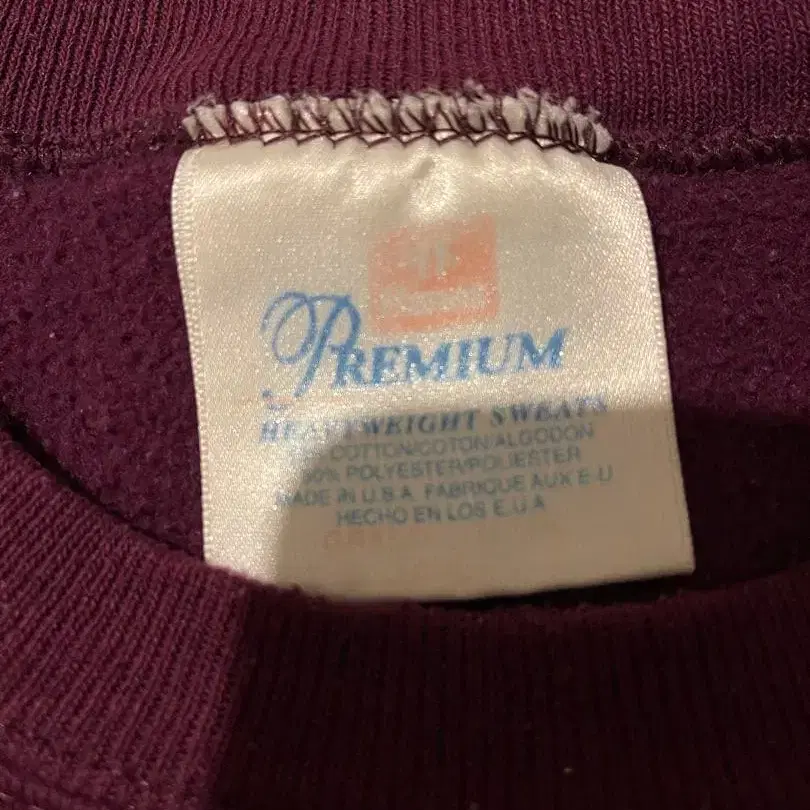 PREMIUM
HEAVYWEIGHT SWEATS
COTTON/COTON/ALGODON
POLYESTER/POLIESTER
MADE IN U.S.A. FABRIQUE AUX E-U
HECHO EN LOS E.U.A